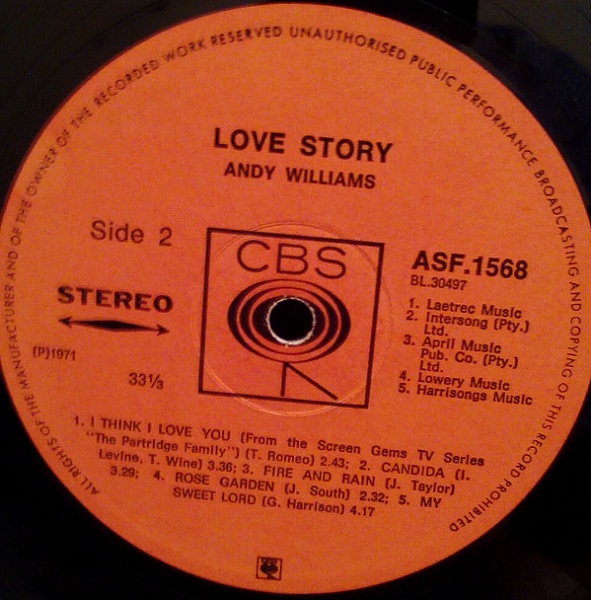 ALL RIGHTS OF THE MANUFACTURER AND OF THE OWNER OF THE RECORDED WORK RESERVED UNAUTHORISED PUBLIC PERFORMANCE BROADCASTING AND COPYING OF THIS RECORD PROHIBITED
LOVE STORY
ANDY WILLIAMS
Side 2
CBS
STEREO
(P)1971
33⅓
ASF.1568
BL.30497
1. Laetrec Music
2. Intersong (Pty.)
Ltd.
3. April Music
Pub. Co. (Pty.)
Ltd.
4. Lowery Music
5. Harrisongs Music
1. I THINK I LOVE YOU (From the Screen Gems TV Series
"The Partridge Family") (T. Romeo) 2.43; 2. CANDIDA (I.
Levine, T. Wine) 3.36; 3. FIRE AND RAIN (J. Taylor)
3.29; 4. ROSE GARDEN (J. South) 2.32; 5. MY
SWEET LORD (G. Harrison) 4.17